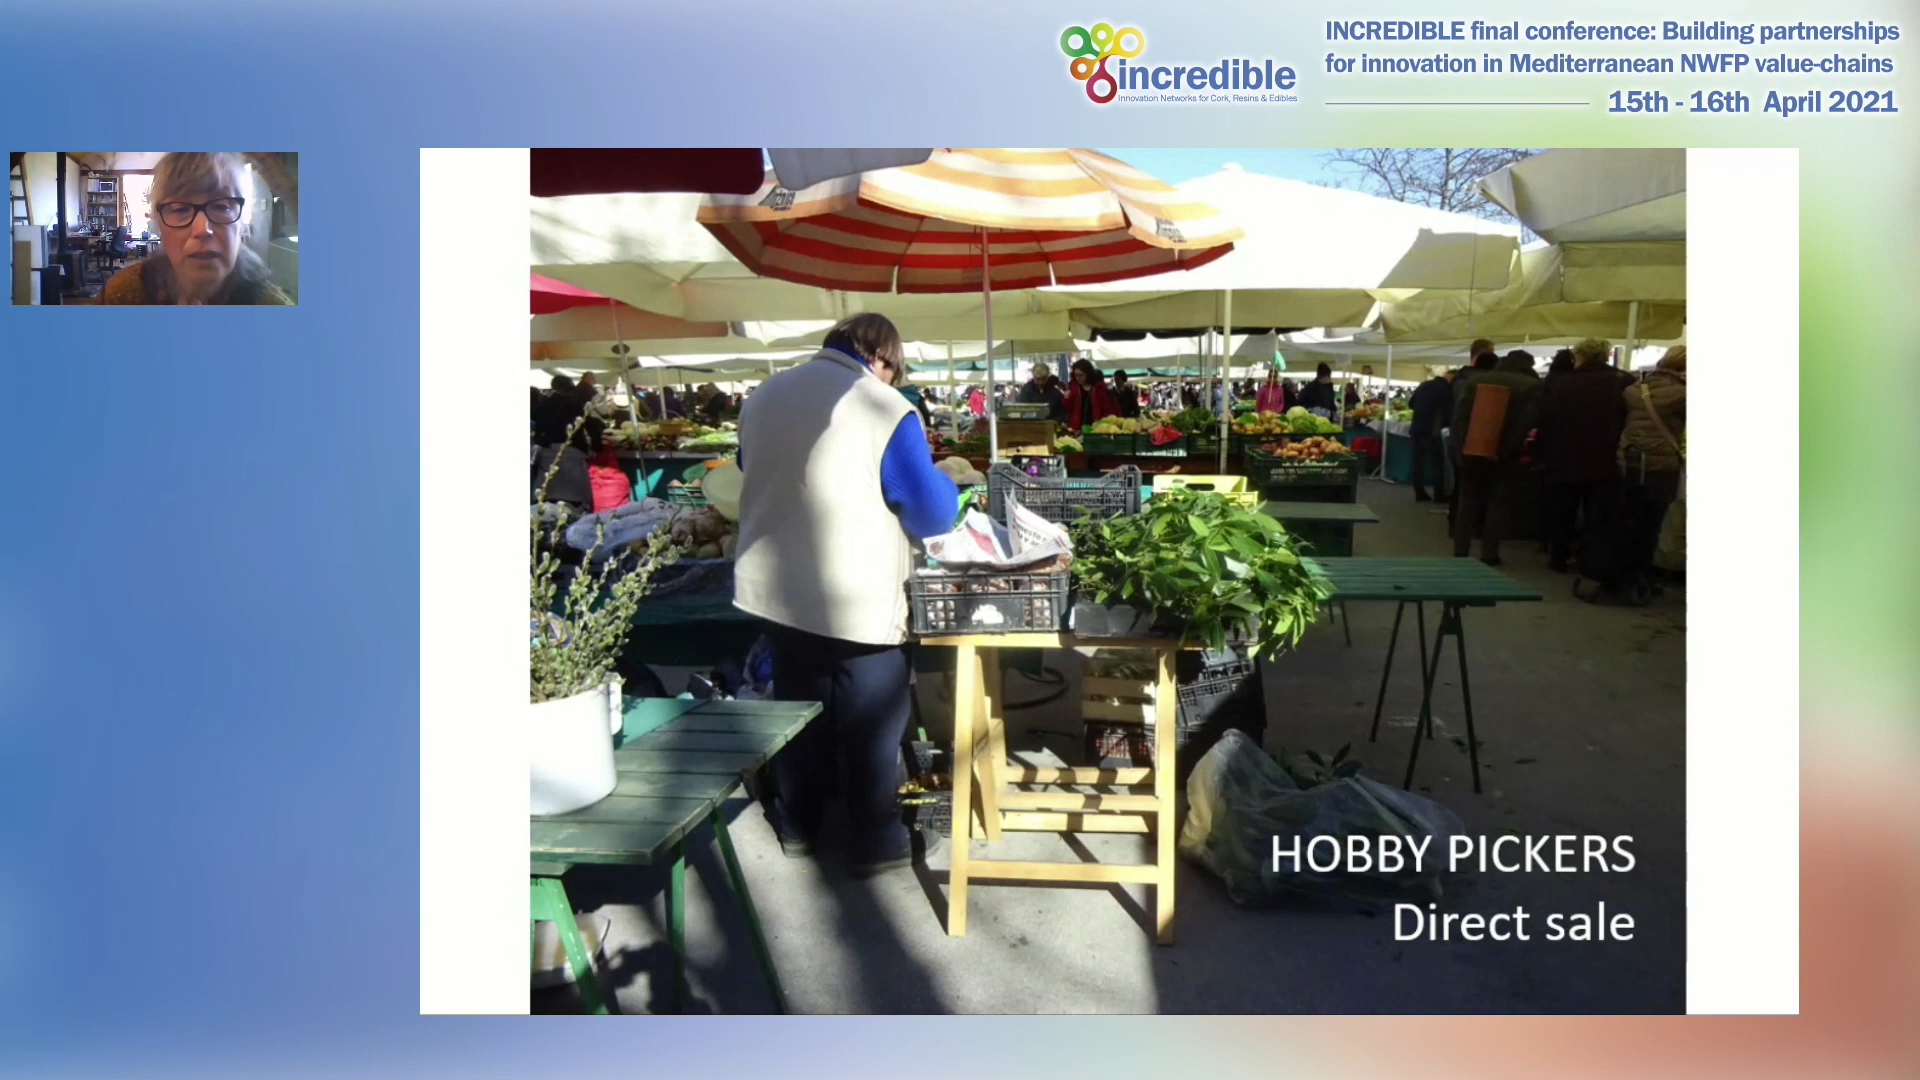 incredible
Innovation Networks for Cork, Resins & Edibles
INCREDIBLE final conference: Building partnerships
for innovation in Mediterranean NWFP value-chains
15th - 16th April 2021
HOBBY PICKERS
Direct sale